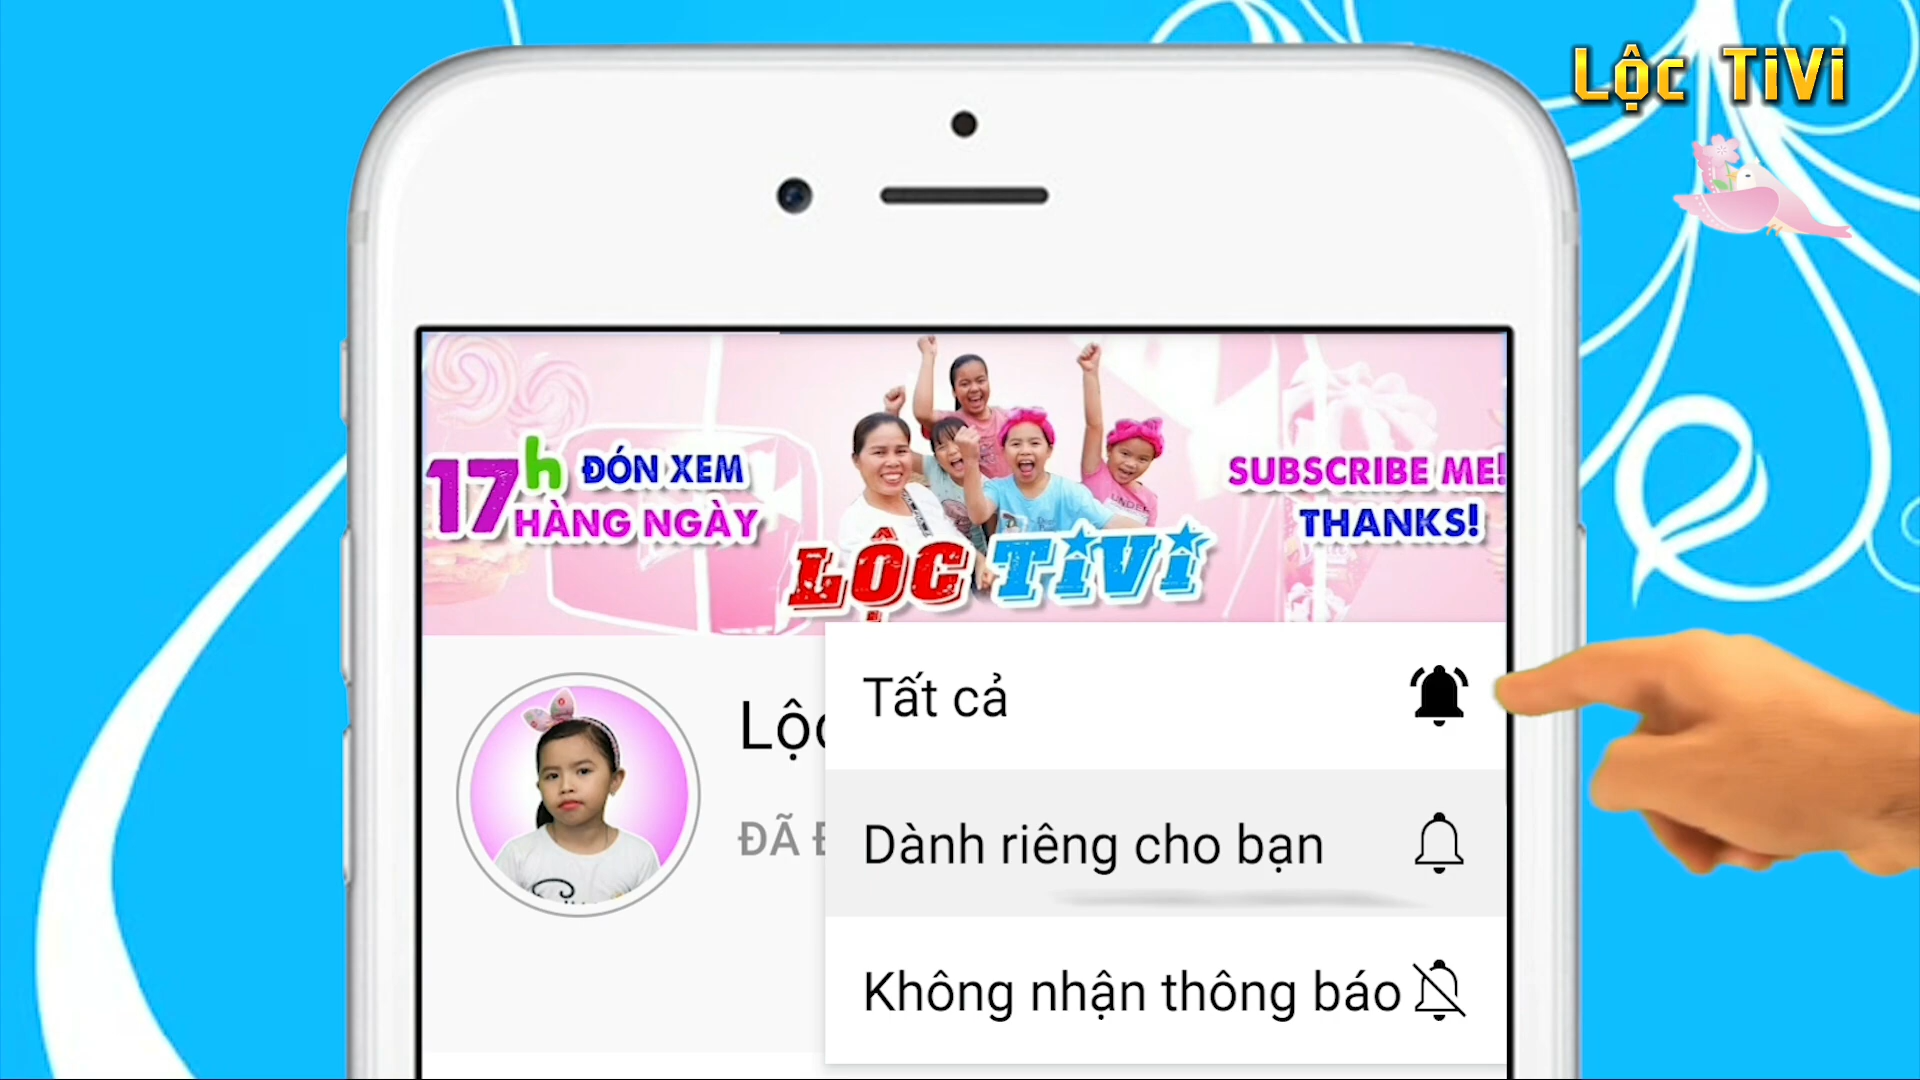 Lộc TiVi
17h ĐÓN XEM
HÀNG NGÀY
SUBSCRIBE ME!
THANKS!
LỘC TiVi
Tất cả
Dành riêng cho bạn
ĐÃ
Không nhận thông báo